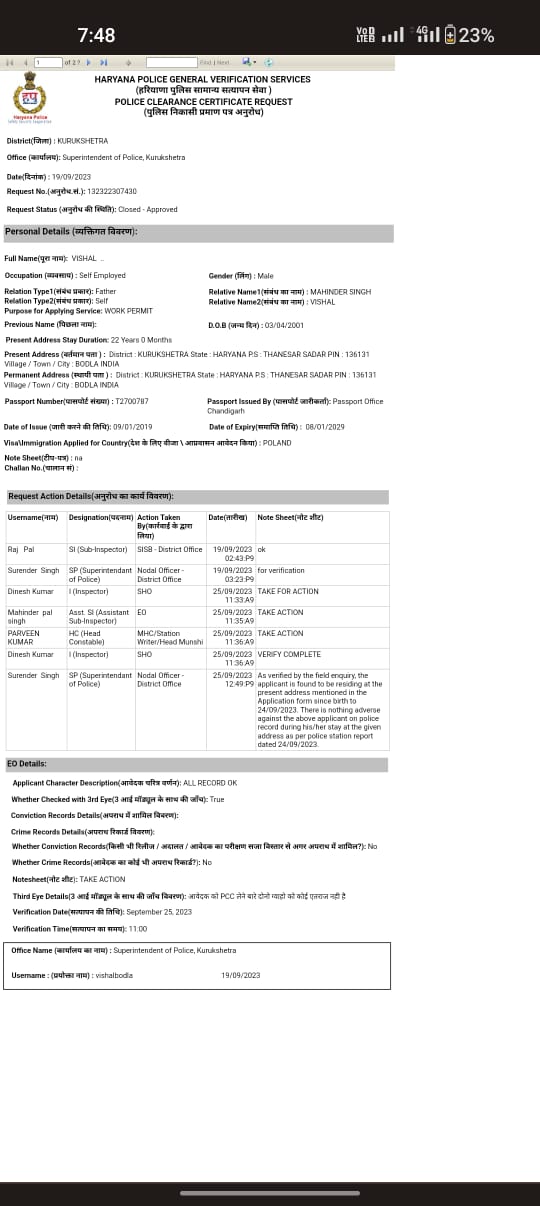 7:48
Vo LTE 4G 23%
1 of 2 ? Find | Next
HARYANA POLICE GENERAL VERIFICATION SERVICES
(हरियाणा पुलिस सामान्य सत्यापन सेवा )
POLICE CLEARANCE CERTIFICATE REQUEST
(पुलिस निकासी प्रमाण पत्र अनुरोध)
Haryana Police
District(जिला) : KURUKSHETRA
Office (कार्यालय): Superintendent of Police, Kurukshetra
Date(दिनांक) : 19/09/2023
Request No.(अनुरोध.सं.): 132322307430
Request Status (अनुरोध की स्थिति): Closed - Approved
Personal Details (व्यक्तिगत विवरण):
Full Name(पूरा नाम): VISHAL ..
Occupation (व्यवसाय) : Self Employed Gender (लिंग) : Male
Relation Type1(संबंध प्रकार): Father Relative Name1(संबंध का नाम) : MAHINDER SINGH
Relation Type2(संबंध प्रकार): Self Relative Name2(संबंध का नाम) : VISHAL
Purpose for Applying Service: WORK PERMIT
Previous Name (पिछला नाम): D.O.B (जन्म दिन) : 03/04/2001
Present Address Stay Duration: 22 Years 0 Months
Present Address (वर्तमान पता ) : District : KURUKSHETRA State : HARYANA P.S : THANESAR SADAR PIN : 136131
Village / Town / City : BODLA INDIA
Permanent Address (स्थायी पता ) : District : KURUKSHETRA State : HARYANA P.S : THANESAR SADAR PIN : 136131
Village / Town / City : BODLA INDIA
Passport Number(पासपोर्ट संख्या) : T2700787 Passport Issued By (पासपोर्ट जारीकर्ता): Passport Office
Chandigarh
Date of Issue (जारी करने की तिथि): 09/01/2019 Date of Expiry(समाप्ति तिथि) : 08/01/2029
Visa\Immigration Applied for Country(देश के लिए वीजा \ आप्रवासन आवेदन किया) : POLAND
Note Sheet(टीप-पत्र) : na
Challan No.(चालान सं) :
Request Action Details(अनुरोध का कार्य विवरण):
Username(नाम) Designation(पदनाम) Action Taken By(कार्रवाई के द्वारा लिया) Date(तारीख) Note Sheet(नोट शीट)
Raj Pal SI (Sub-Inspector) SISB - District Office 19/09/2023 02:43:P9 ok
Surender Singh SP (Superintendant of Police) Nodal Officer - District Office 19/09/2023 03:23:P9 for verification
Dinesh Kumar I (Inspector) SHO 25/09/2023 11:33:A9 TAKE FOR ACTION
Mahinder pal singh Asst. SI (Assistant Sub-Inspector) EO 25/09/2023 11:35:A9 TAKE ACTION
PARVEEN KUMAR HC (Head Constable) MHC/Station Writer/Head Munshi 25/09/2023 11:36:A9 TAKE ACTION
Dinesh Kumar I (Inspector) SHO 25/09/2023 11:36:A9 VERIFY COMPLETE
Surender Singh SP (Superintendant of Police) Nodal Officer - District Office 25/09/2023 12:49:P9 As verified by the field enquiry, the
applicant is found to be residing at the
present address mentioned in the
Application form since birth to
24/09/2023. There is nothing adverse
against the above applicant on police
record during his/her stay at the given
address as per police station report
dated 24/09/2023.
EO Details:
Applicant Character Description(आवेदक चरित्र वर्णन): ALL RECORD OK
Whether Checked with 3rd Eye(3 आई मॉड्यूल के साथ की जाँच): True
Conviction Records Details(अपराध में शामिल विवरण):
Crime Records Details(अपराध रिकार्ड विवरण):
Whether Conviction Records(किसी भी रिलीज / अदालत / आवेदक का परीक्षण सजा विस्तार से अगर अपराध में शामिल?): No
Whether Crime Records(आवेदक का कोई भी अपराध रिकार्ड?): No
Notesheet(नोट शीट): TAKE ACTION
Third Eye Details(3 आई मॉड्यूल के साथ की जाँच विवरण): आवेदक को PCC लेने बारे दोनो ग्वाहो को कोई एतराज नही है
Verification Date(सत्यापन की तिथि): September 25, 2023
Verification Time(सत्यापन का समय): 11:00
Office Name (कार्यालय का नाम) : Superintendent of Police, Kurukshetra
Username : (प्रयोक्ता नाम) : vishalbodla 19/09/2023